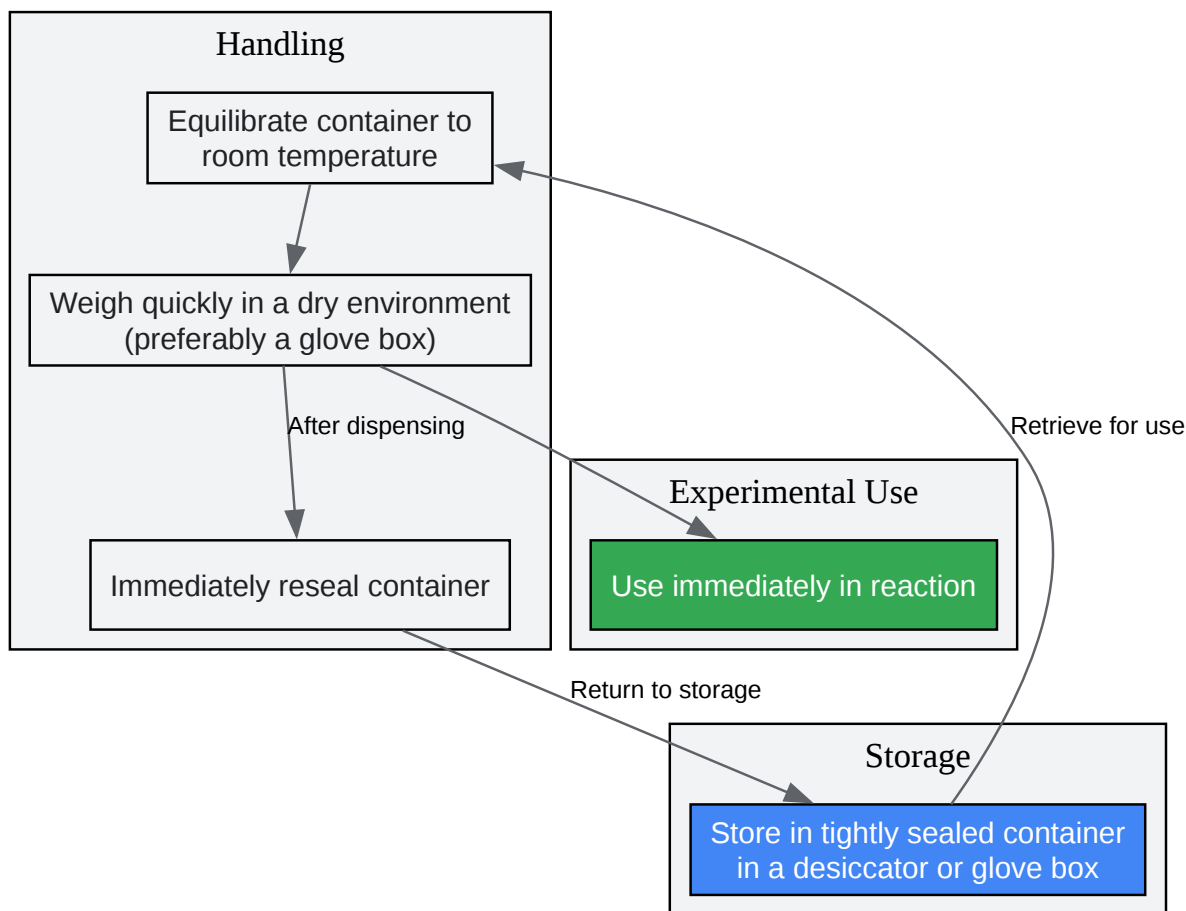 Handling
Equilibrate container to
room temperature
Weigh quickly in a dry environment
(preferably a glove box)
After dispensing
Retrieve for use
Experimental Use
Immediately reseal container
Use immediately in reaction
Return to storage
Storage
Store in tightly sealed container
in a desiccator or glove box